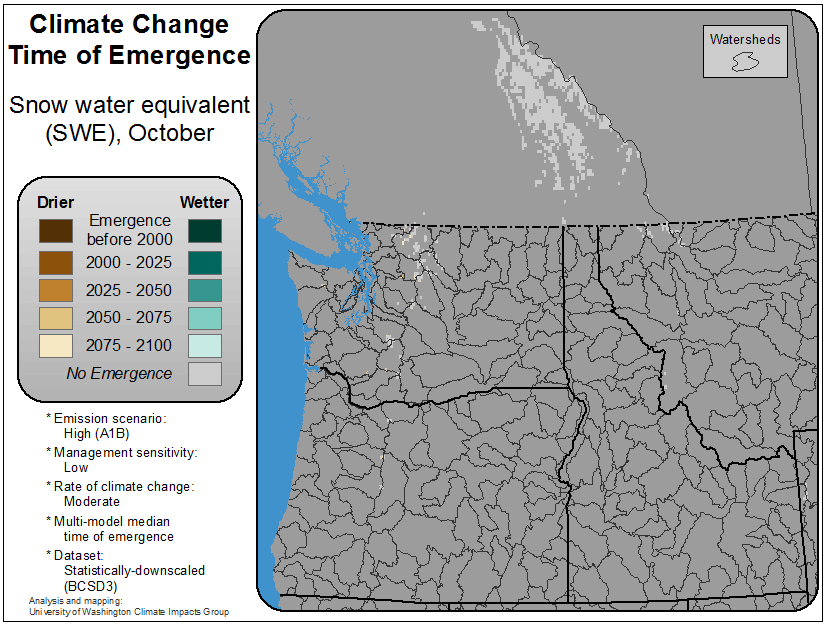 Climate Change
Time of Emergence
Snow water equivalent
(SWE), October
Drier
Wetter
Emergence
before 2000
2000 - 2025
2025 - 2050
2050 - 2075
2075 - 2100
No Emergence
* Emission scenario:
High (A1B)
* Management sensitivity:
Low
* Rate of climate change:
Moderate
* Multi-model median
time of emergence
* Dataset:
Statistically-downscaled
(BCSD3)
Analysis and mapping:
University of Washington Climate Impacts Group
Watersheds